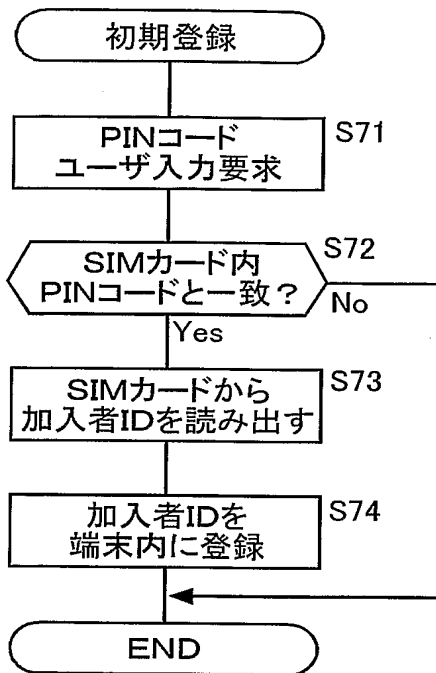 初期登録
PINコード
ユーザ入力要求
S71
SIMカード内
PINコードと一致？
S72
No
Yes
SIMカードから
加入者IDを読み出す
S73
加入者IDを
端末内に登録
S74
END